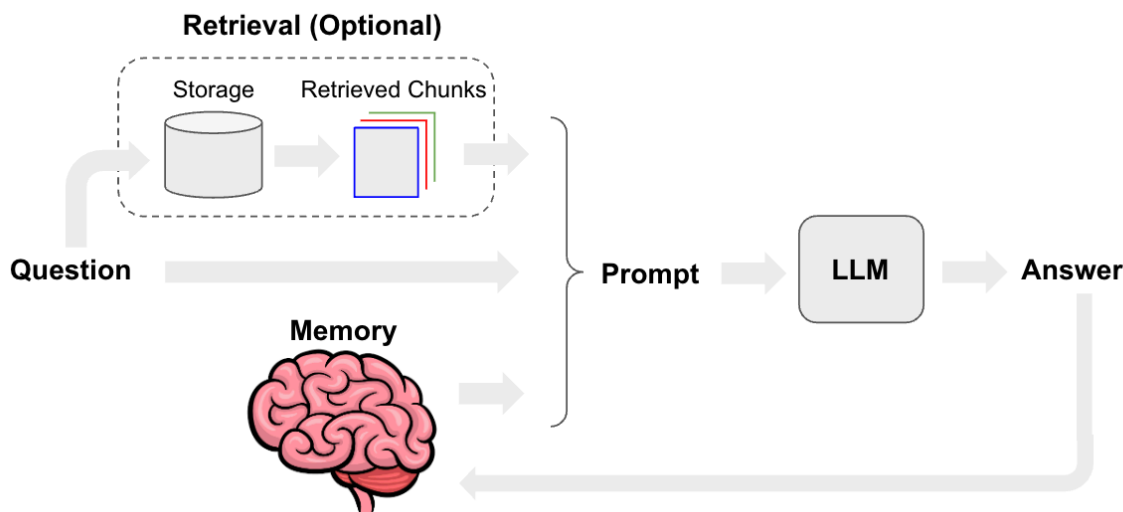 Retrieval (Optional)
Storage
Retrieved Chunks
Question
Prompt
LLM
Answer
Memory